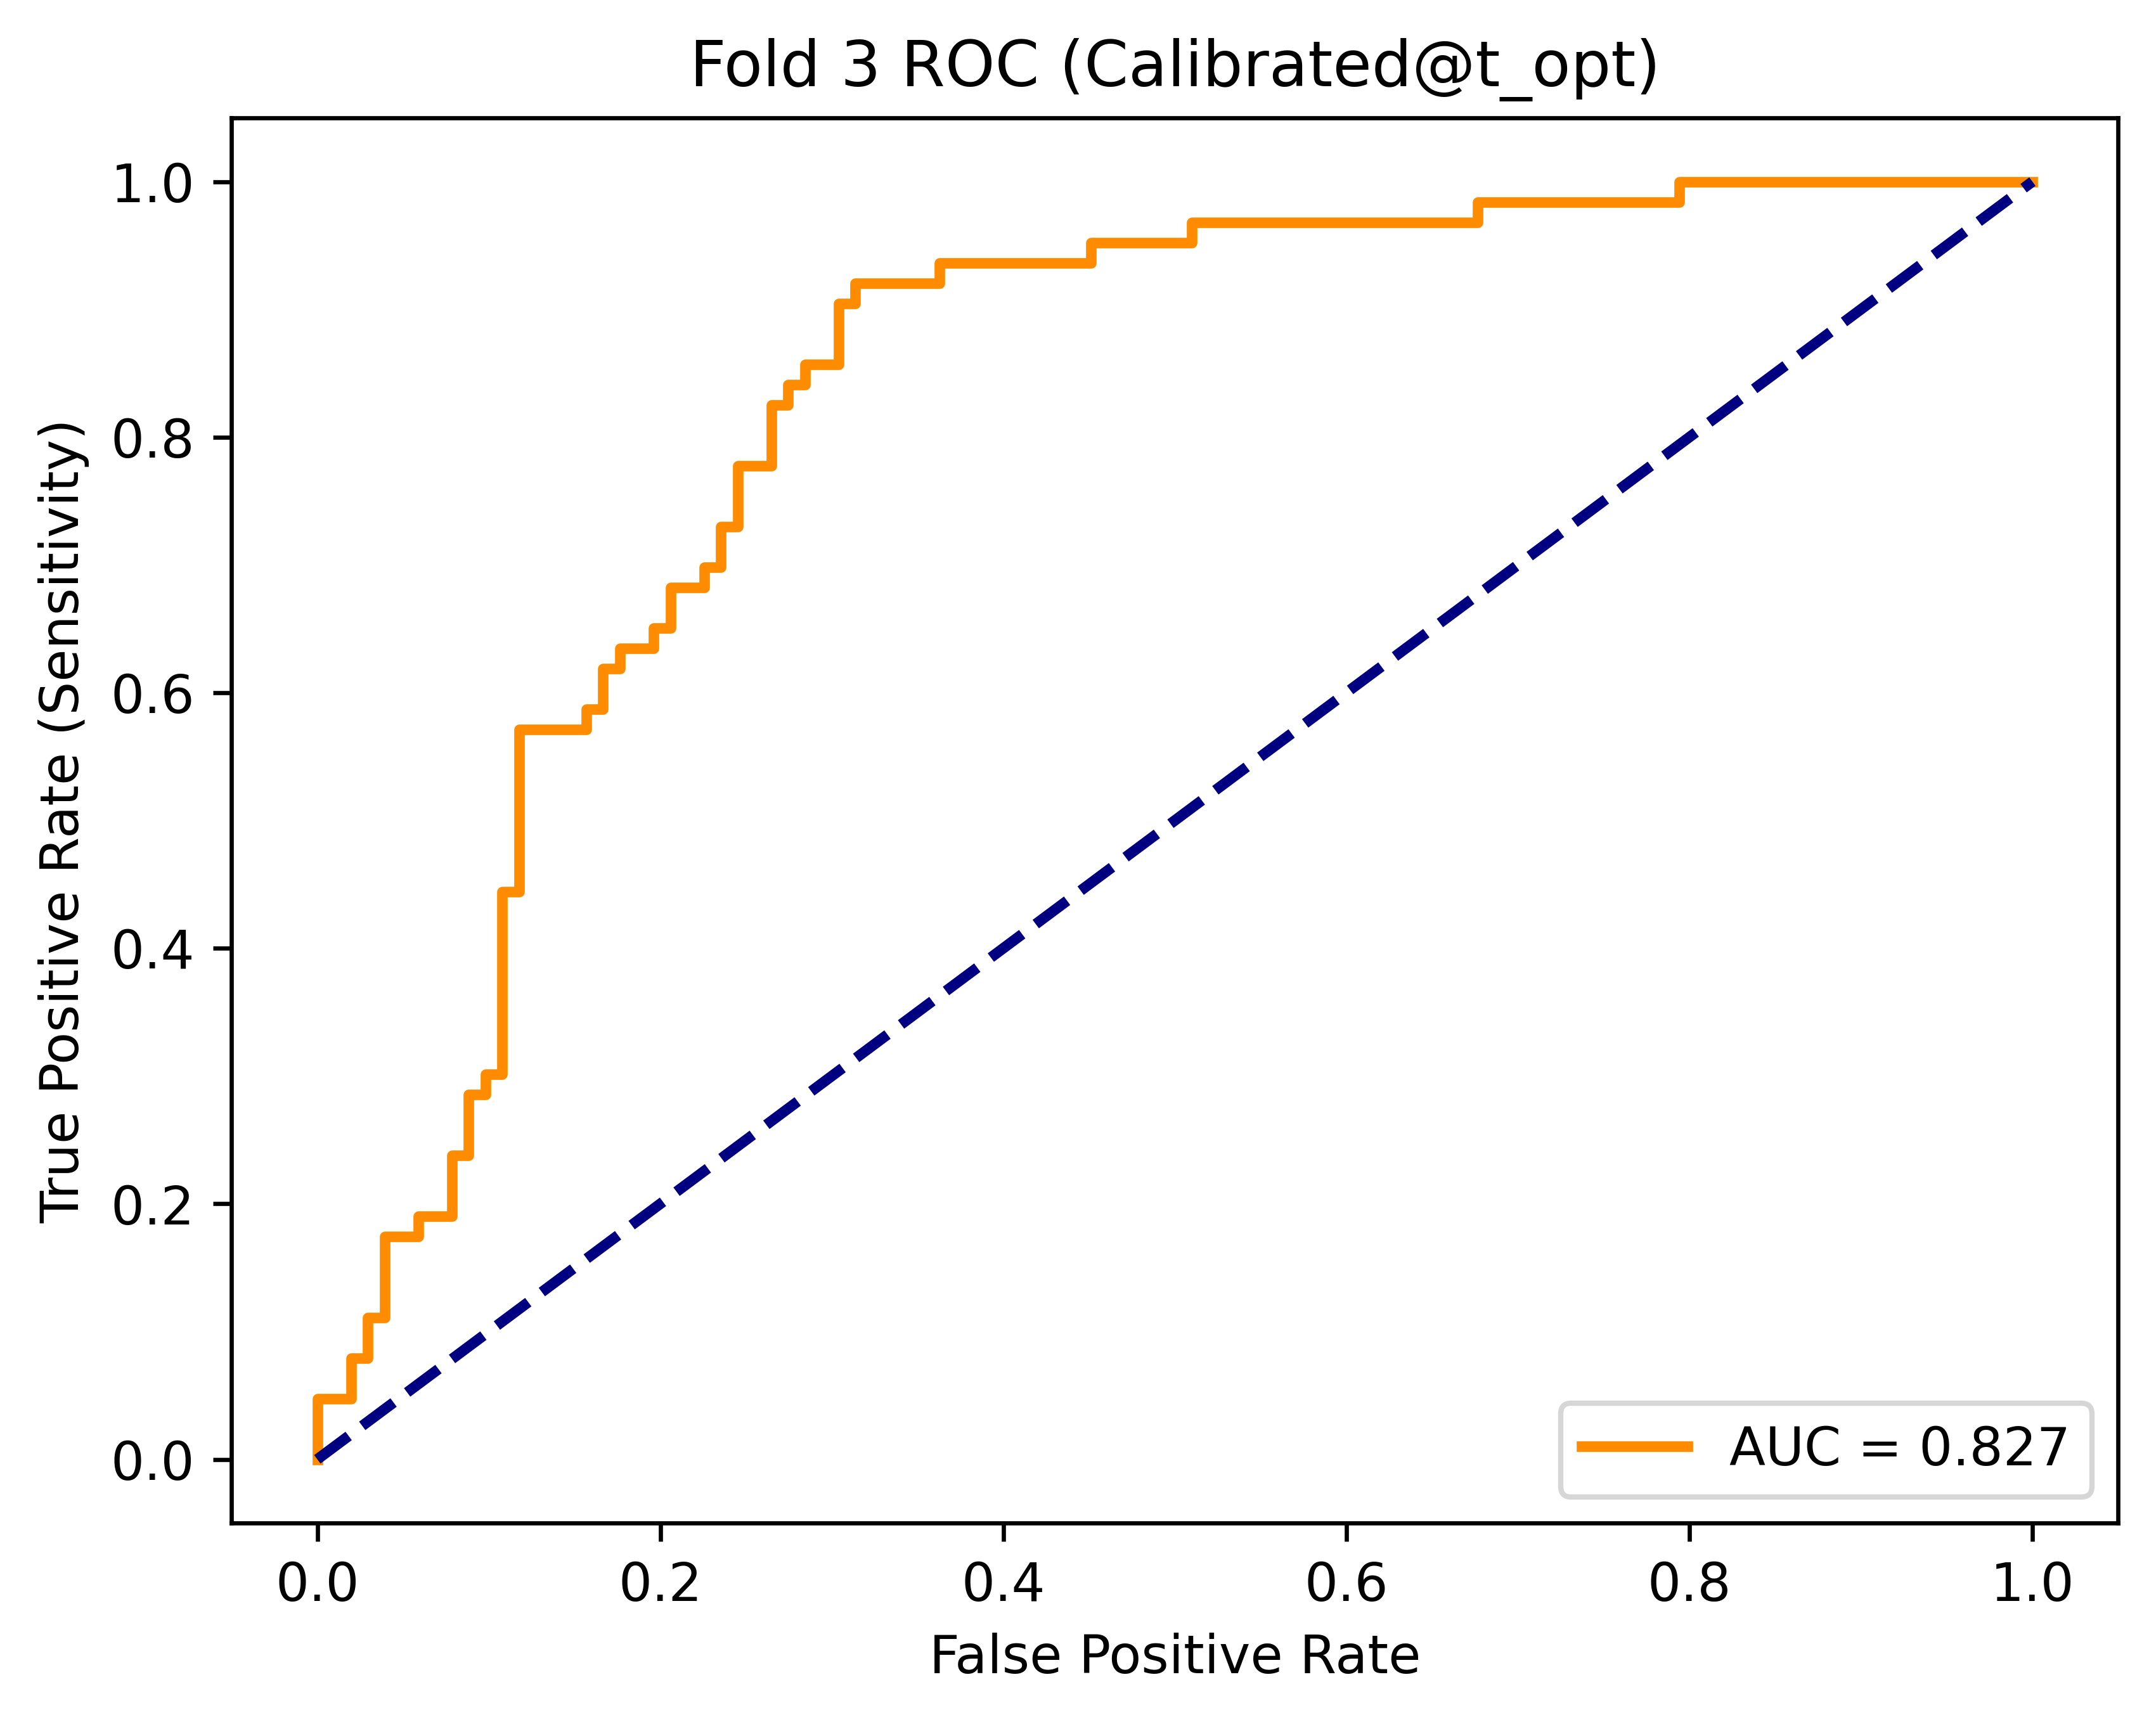 Fold 3 ROC (Calibrated@t_opt)
True Positive Rate (Sensitivity)
1.0
0.8
0.6
0.4
0.2
0.0
AUC = 0.827
0.0 0.2 0.4 0.6 0.8 1.0
False Positive Rate